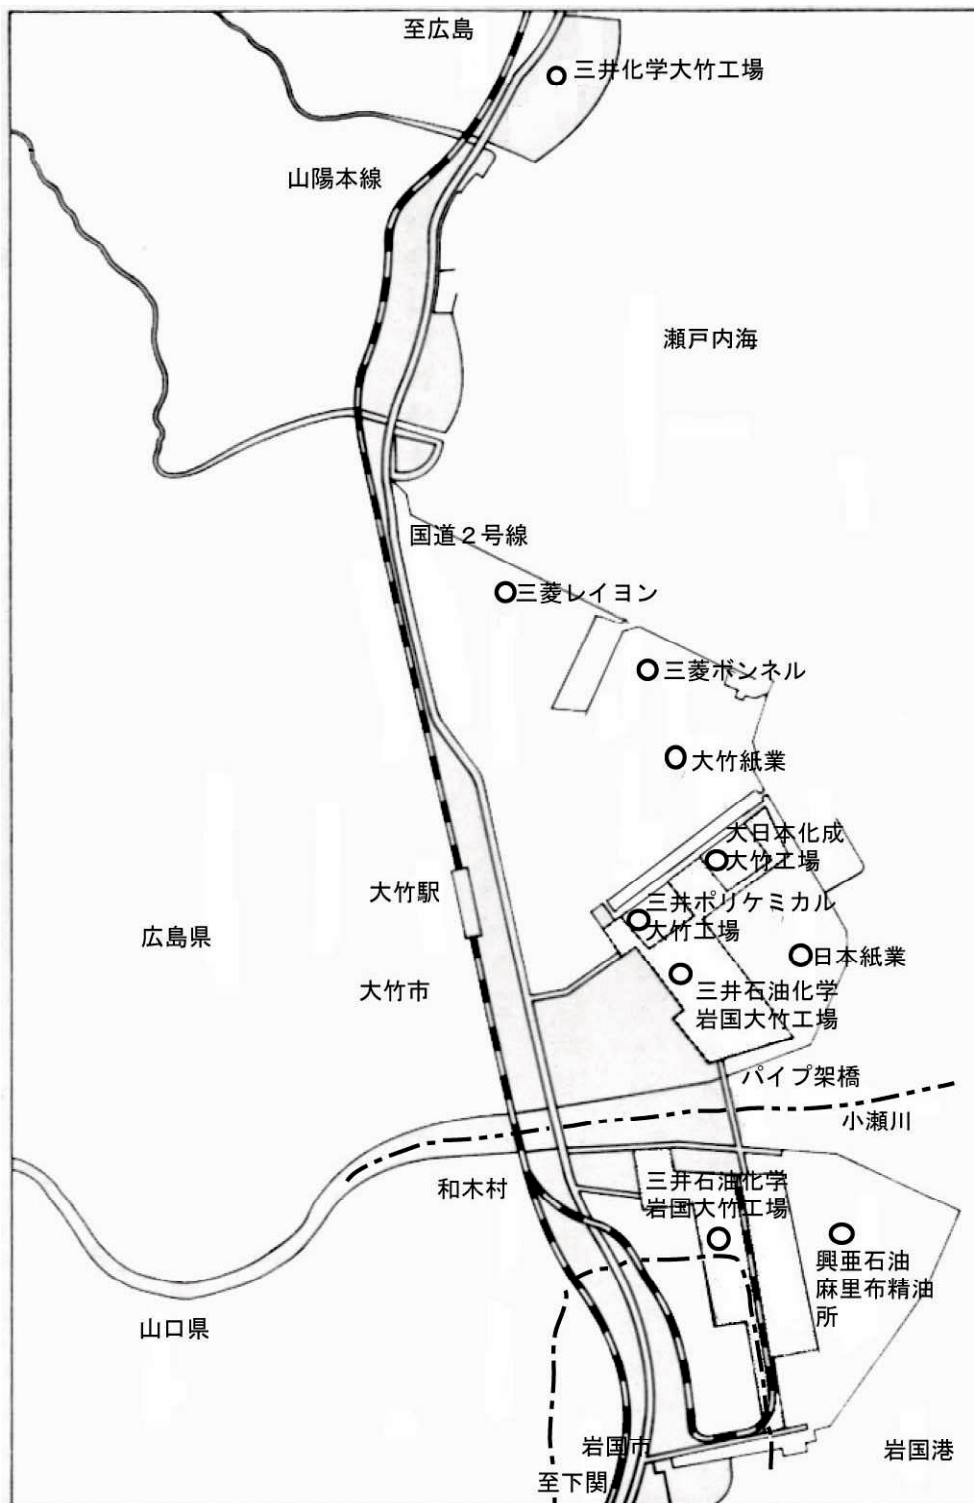 至広島
三井化学大竹工場
山陽本線
瀬戸内海
国道２号線
三菱レイヨン
三菱ボンネル
大竹紙業
大日本化成
大竹工場
大竹駅
三井ポリケミカル
大竹工場
広島県
日本紙業
大竹市
三井石油化学
岩国大竹工場
パイプ架橋
小瀬川
和木村
三井石油化学
岩国大竹工場
興亜石油
麻里布精油
所
山口県
岩国市
岩国港
至下関